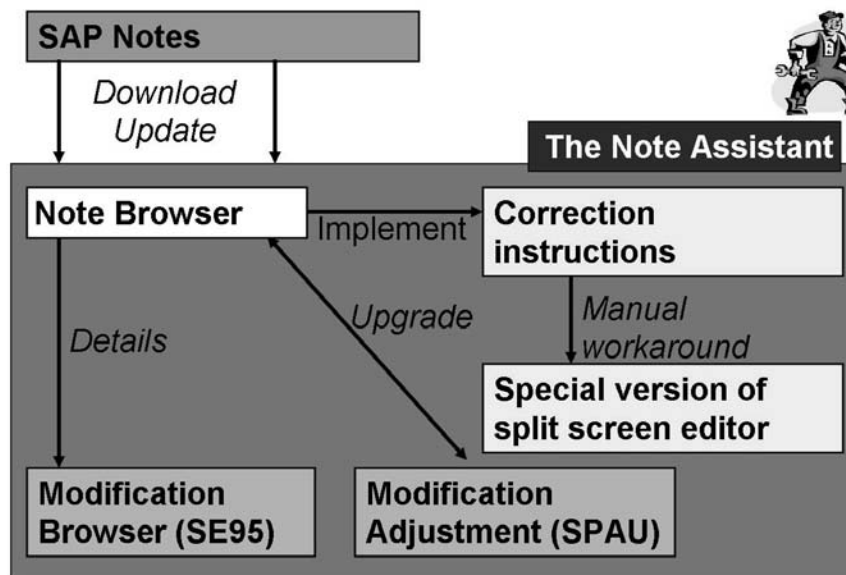 SAP Notes
Download
Update
The Note Assistant
Note Browser
Implement
Correction
instructions
Details
Upgrade
Manual
workaround
Special version of
split screen editor
Modification
Browser (SE95)
Modification
Adjustment (SPAU)